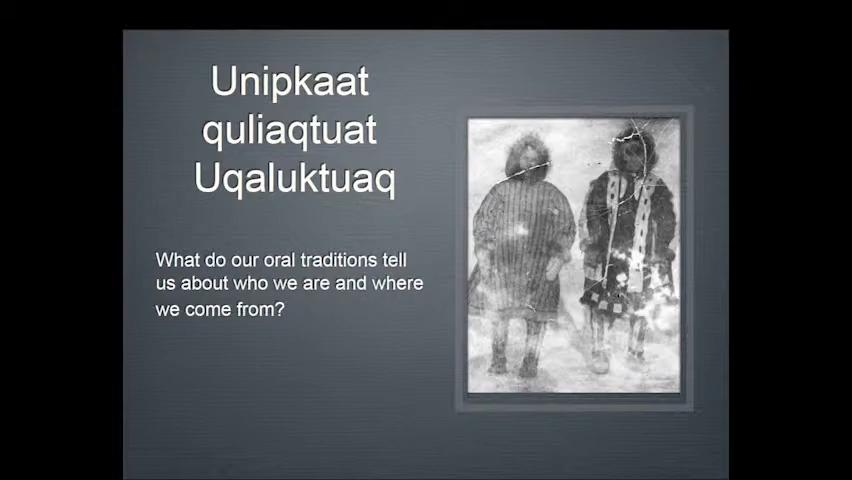 Unipkaat
quliaqtuat
Uqaluktuaq
What do our oral traditions tell
us about who we are and where
we come from?